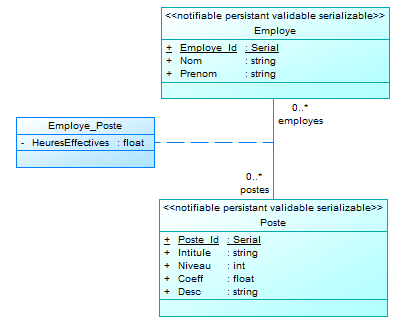 <<notifiable persistant validable serializable>>
Employe
+ Employe_Id : Serial
+ Nom : string
+ Prenom : string
0..*
employes
Employe_Poste
- HeuresEffectives : float
0..*
postes
<<notifiable persistant validable serializable>>
Poste
+ Poste_Id : Serial
+ Intitule : string
+ Niveau : int
+ Coeff : float
+ Desc : string